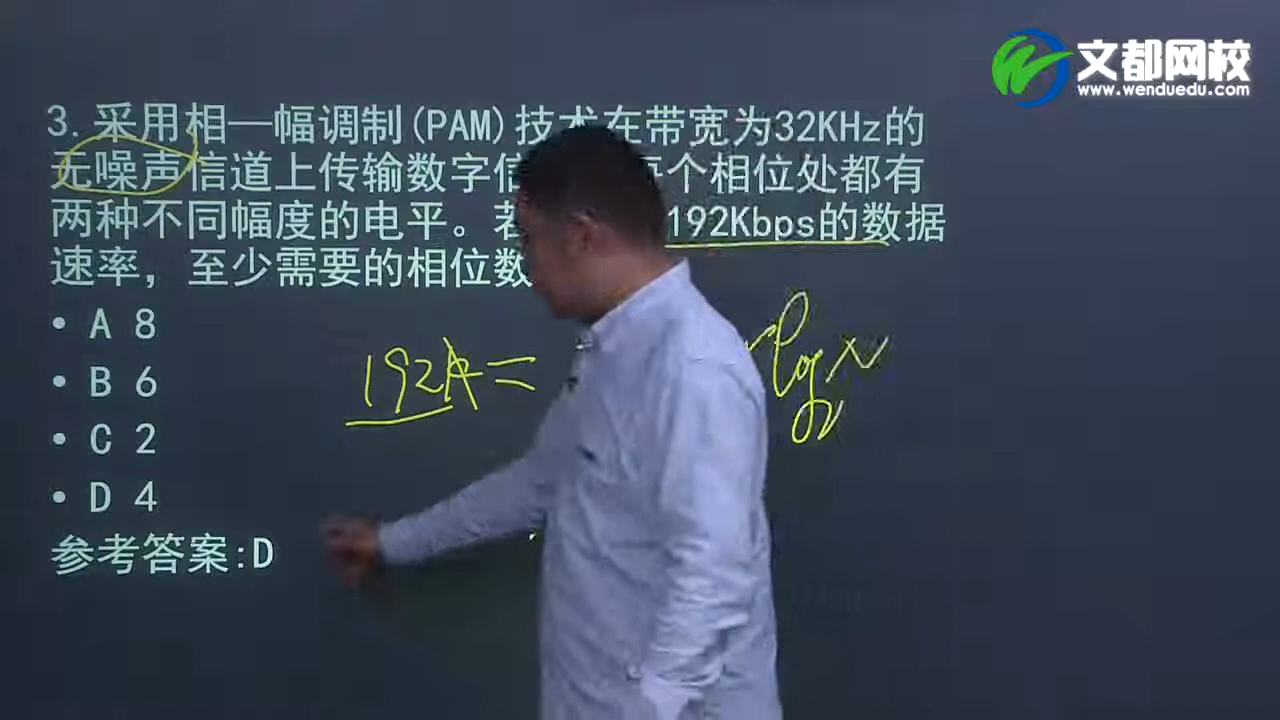 文都网校
www.wenduedu.com
3.采用相—幅调制(PAM)技术在带宽为32KHz的
无噪声信道上传输数字信 个相位处都有
两种不同幅度的电平。若 192Kbps的数据
速率，至少需要的相位数
• A 8
192k= log₂
• B 6
• C 2
• D 4
参考答案:D